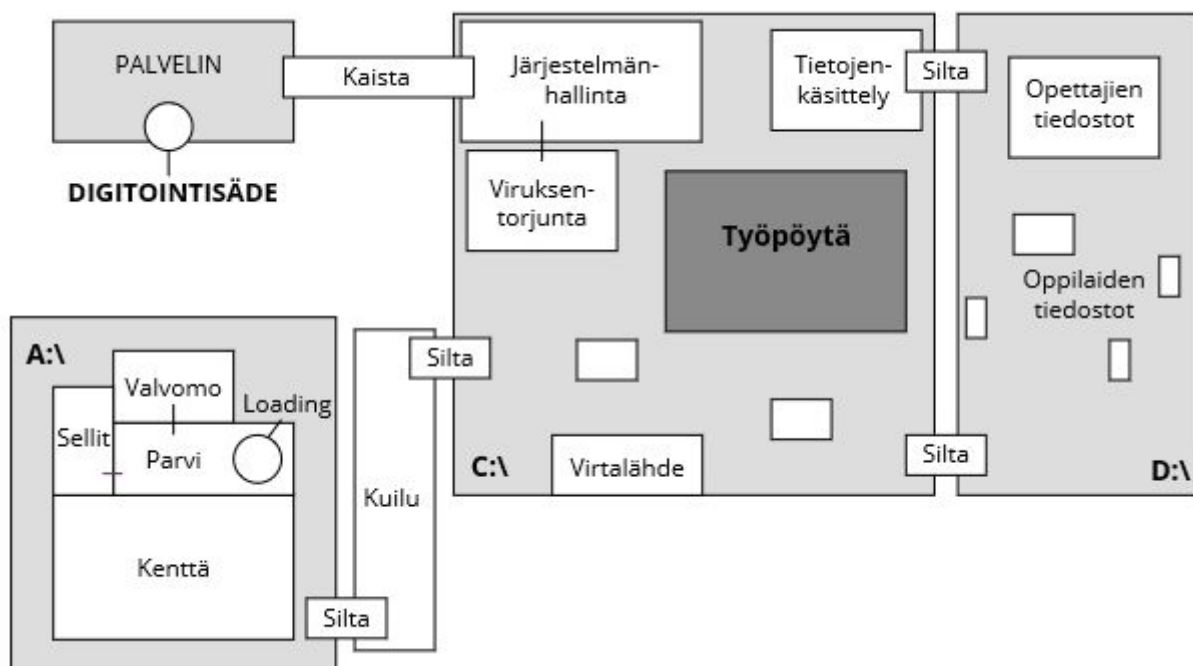 PALVELIN
DIGITOINTISÄDE
Kaista
Järjestelmän-
hallinta
Viruksen-
torjunta
Tietojen-
käsittely
Silta
Opettajien
tiedostot
Työpöytä
Oppilaiden
tiedostot
A:\
Valvomo
Loading
Sellit
Parvi
Kenttä
Silta
Kuilu
Silta
C:\
Virtalähde
Silta
D:\